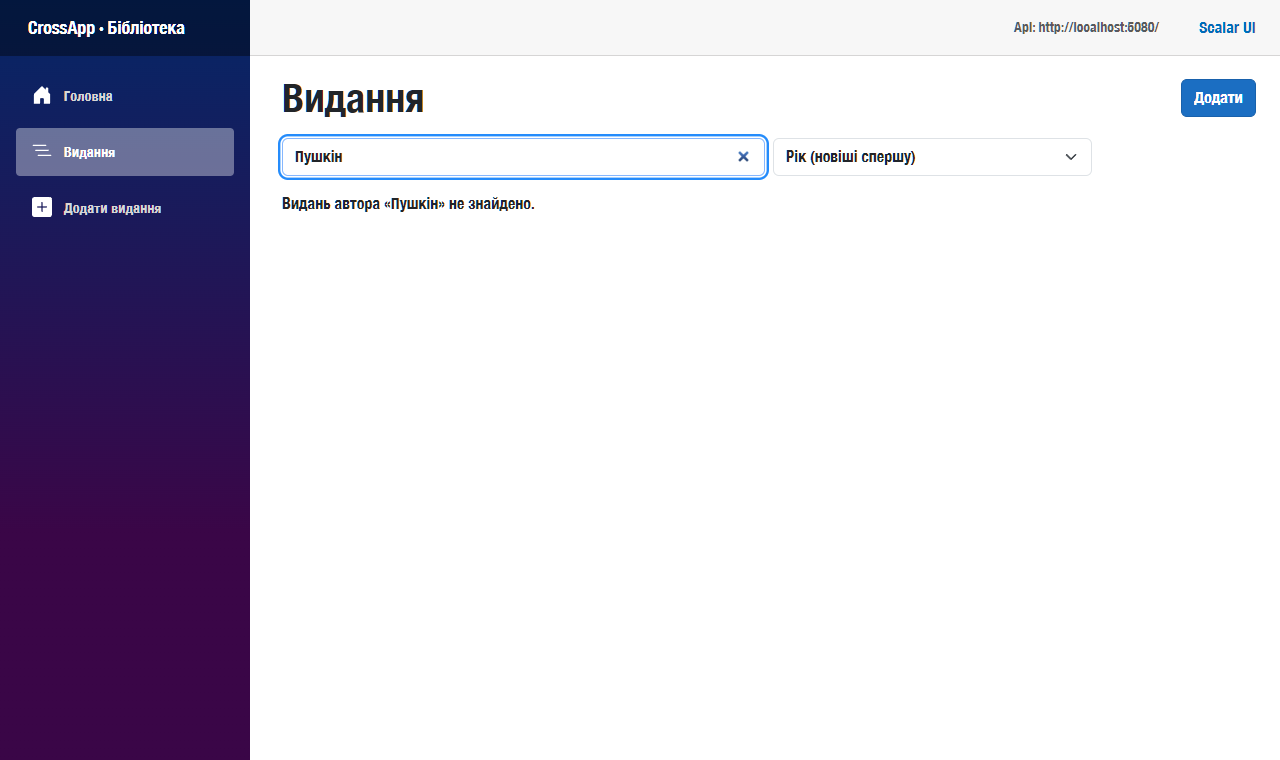 CrossApp • Бібліотека
Api: http://localhost:5080/
Scalar UI
Головна
Видання
Додати видання
Видання
Додати
Пушкін
Рік (новіші спершу)
Видань автора «Пушкін» не знайдено.